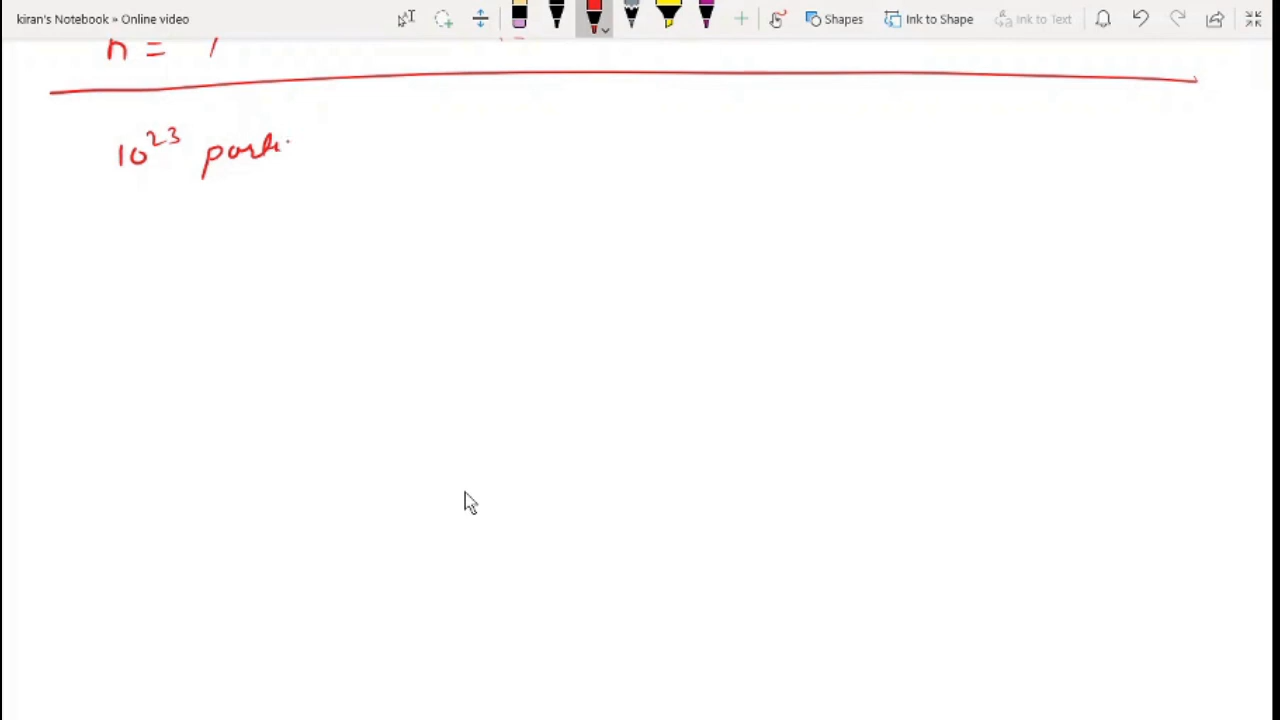 kiran's Notebook » Online video
Shapes
Ink to Shape
Ink to Text
n =
10²³ parti